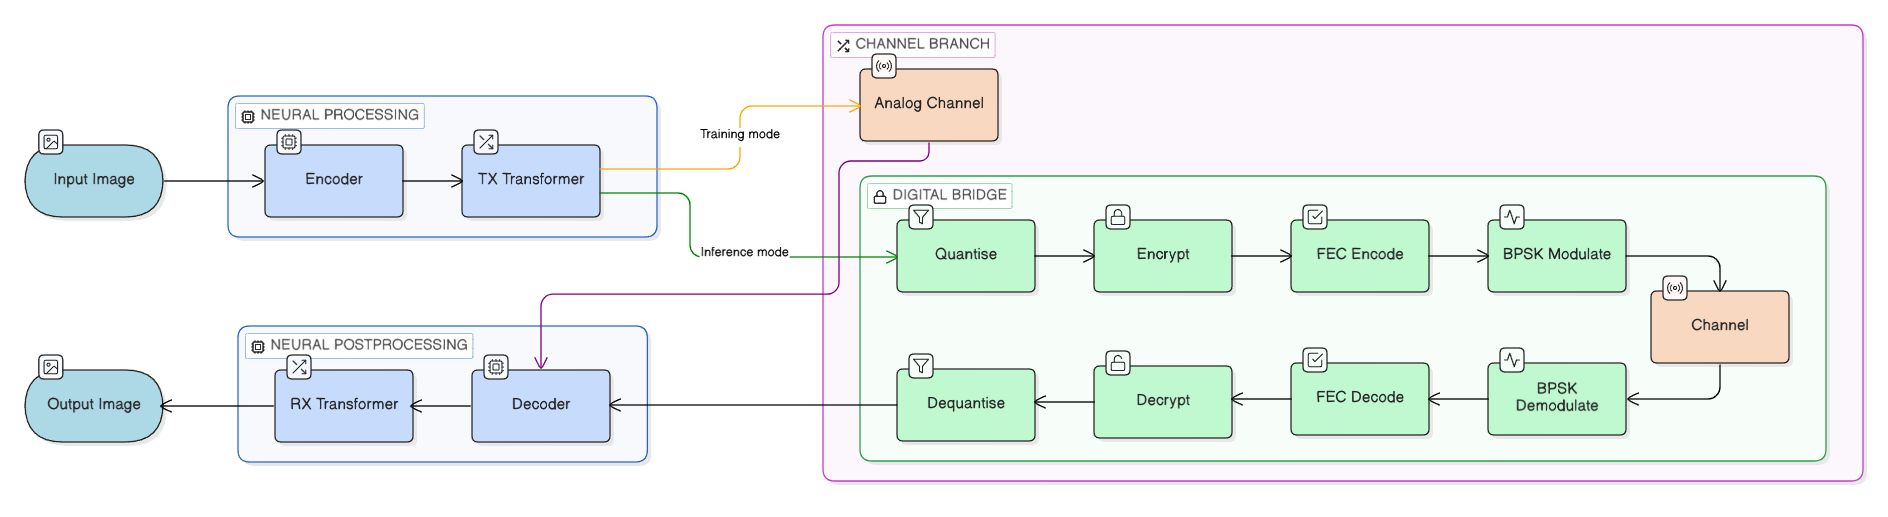 CHANNEL BRANCH
Analog Channel
NEURAL PROCESSING
Input Image
Encoder
TX Transformer
Training mode
Inference mode
DIGITAL BRIDGE
Quantise
Encrypt
FEC Encode
BPSK Modulate
Channel
NEURAL POSTPROCESSING
Output Image
RX Transformer
Decoder
Dequantise
Decrypt
FEC Decode
BPSK
Demodulate